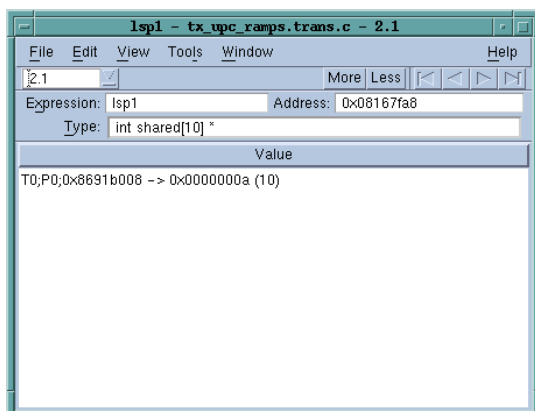 lsp1 - tx_upc_ramps.trans.c - 2.1
File Edit View Tools Window Help
2.1 More Less
Expression: lsp1 Address: 0x08167fa8
Type: int shared[10] *
Value
T0;P0;0x8691b008 -> 0x0000000a (10)